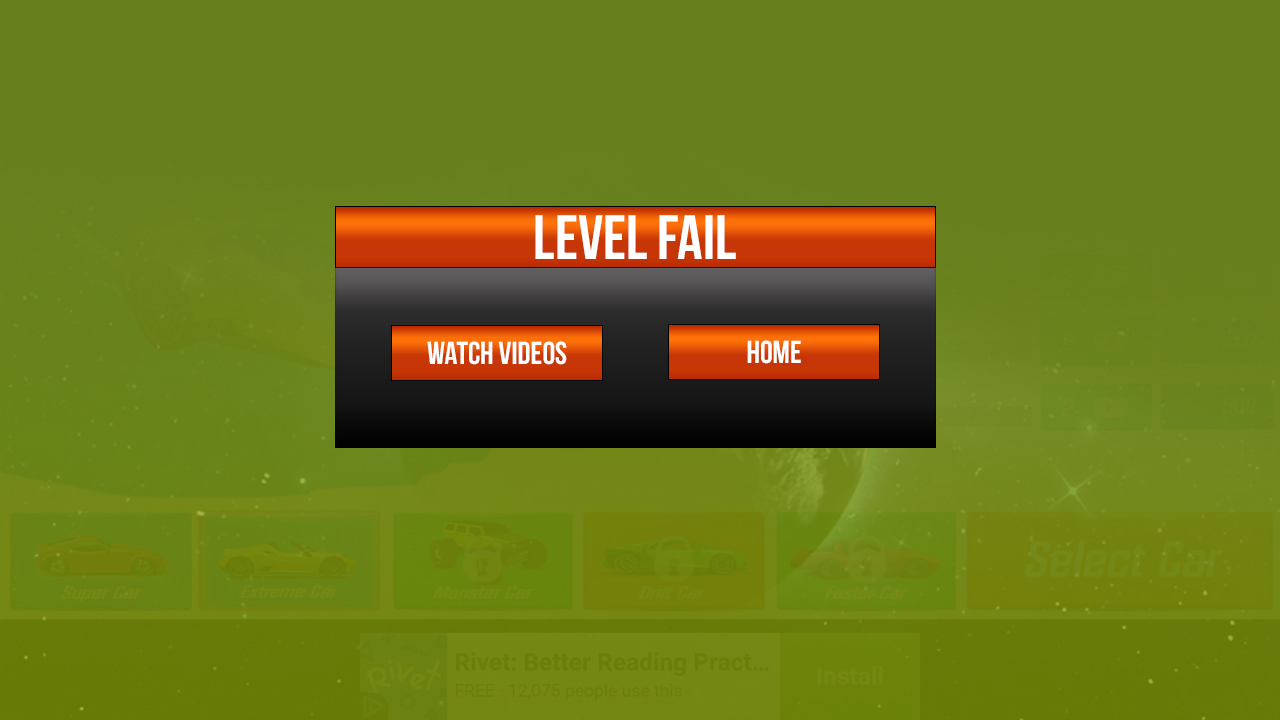 LEVEL FAIL
WATCH VIDEOS
HOME
Super Car
Extreme Car
Monster Car
Drift Car
Faster Car
Select Car
Rivet
Rivet: Better Reading Pract...
FREE
12,075 people use this
Install